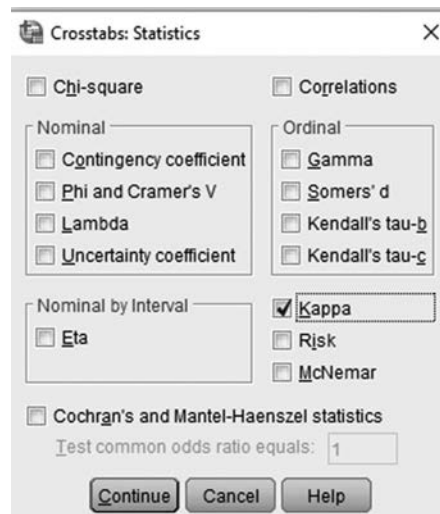 Crosstabs: Statistics
Chi-square
Correlations
Nominal
Contingency coefficient
Phi and Cramer's V
Lambda
Uncertainty coefficient
Ordinal
Gamma
Somers' d
Kendall's tau-b
Kendall's tau-c
Nominal by Interval
Eta
Kappa
Risk
McNemar
Cochran's and Mantel-Haenszel statistics
Test common odds ratio equals: 1
Continue Cancel Help